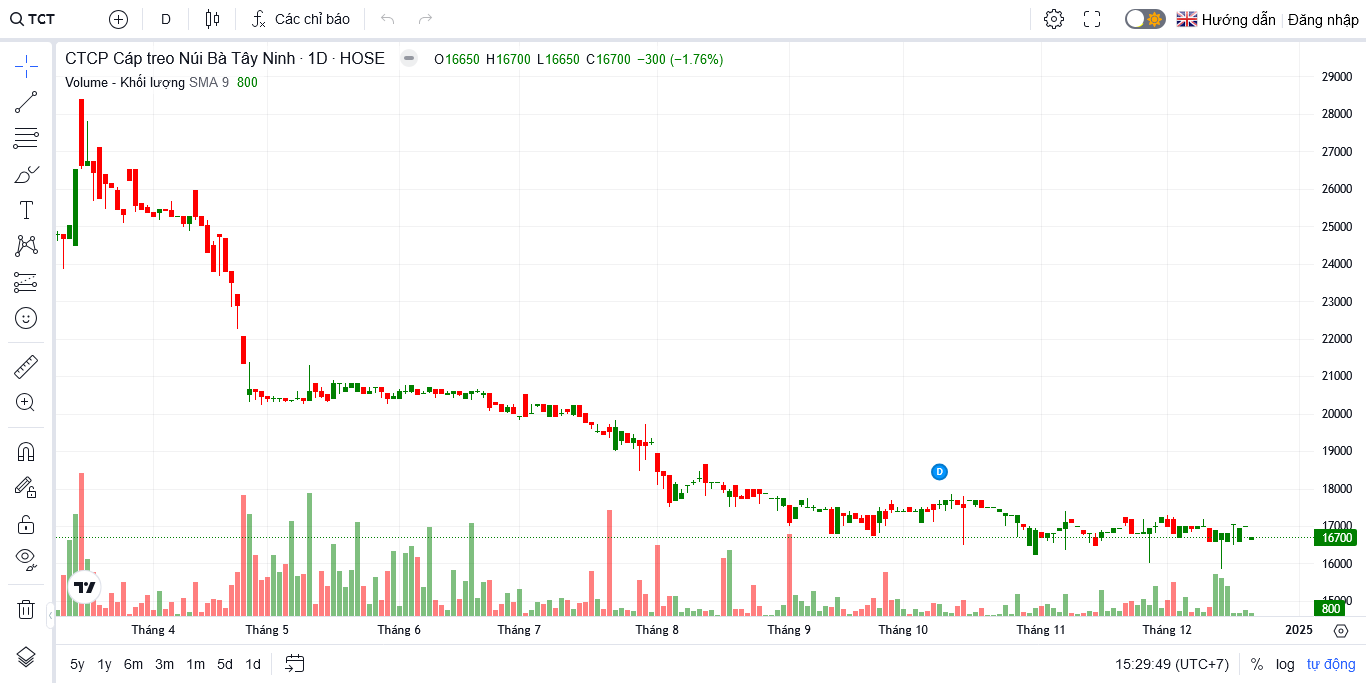 TCT D Các chỉ báo Hướng dẫn Đăng nhập
CTCP Cáp treo Núi Bà Tây Ninh · 1D · HOSE O16650 H16700 L16650 C16700 −300 (−1.76%)
Volume - Khối lượng SMA 9 800
29000
28000
27000
26000
25000
24000
23000
22000
21000
20000
19000
18000
D
17000
16700
16000
15000
800
Tháng 4 Tháng 5 Tháng 6 Tháng 7 Tháng 8 Tháng 9 Tháng 10 Tháng 11 Tháng 12 2025
5y 1y 6m 3m 1m 5d 1d 15:29:49 (UTC+7) % log tự động